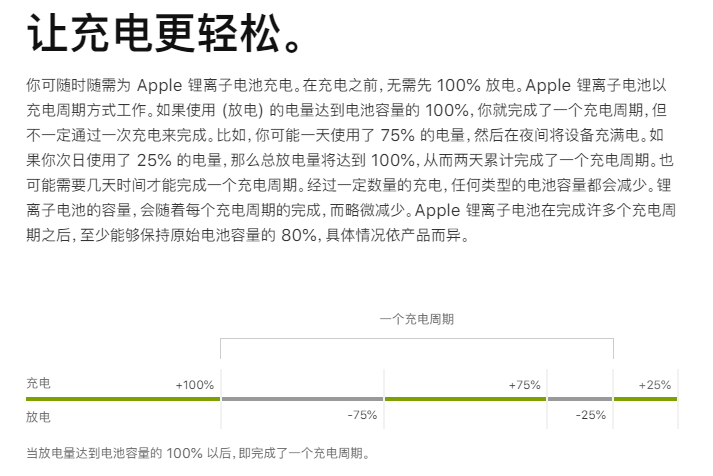 让充电更轻松。
你可随时随需为 Apple 锂离子电池充电。在充电之前，无需先 100% 放电。Apple 锂离子电池以
充电周期方式工作。如果使用 (放电) 的电量达到电池容量的 100%，你就完成了一个充电周期，但
不一定通过一次充电来完成。比如，你可能一天使用了 75% 的电量，然后在夜间将设备充满电。如
果你次日使用了 25% 的电量，那么总放电量将达到 100%，从而两天累计完成了一个充电周期。也
可能需要几天时间才能完成一个充电周期。经过一定数量的充电，任何类型的电池容量都会减少。锂
离子电池的容量，会随着每个充电周期的完成，而略微减少。Apple 锂离子电池在完成许多个充电周
期之后，至少能够保持原始电池容量的 80%，具体情况依产品而异。
一个充电周期
充电 +100% +75% +25%
放电 -75% -25%
当放电量达到电池容量的 100% 以后，即完成了一个充电周期。